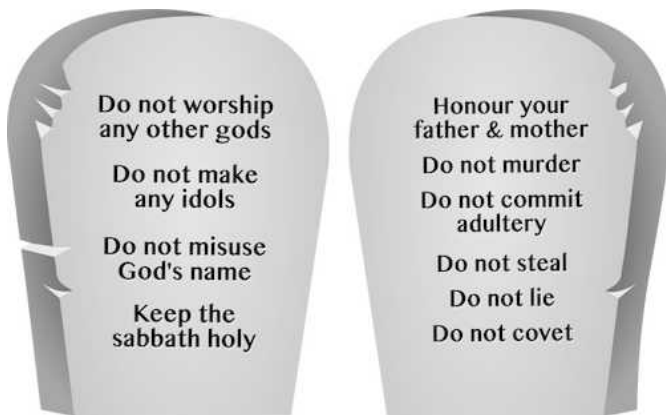 Do not worship
any other gods
Do not make
any idols
Do not misuse
God's name
Keep the
sabbath holy
Honour your
father & mother
Do not murder
Do not commit
adultery
Do not steal
Do not lie
Do not covet